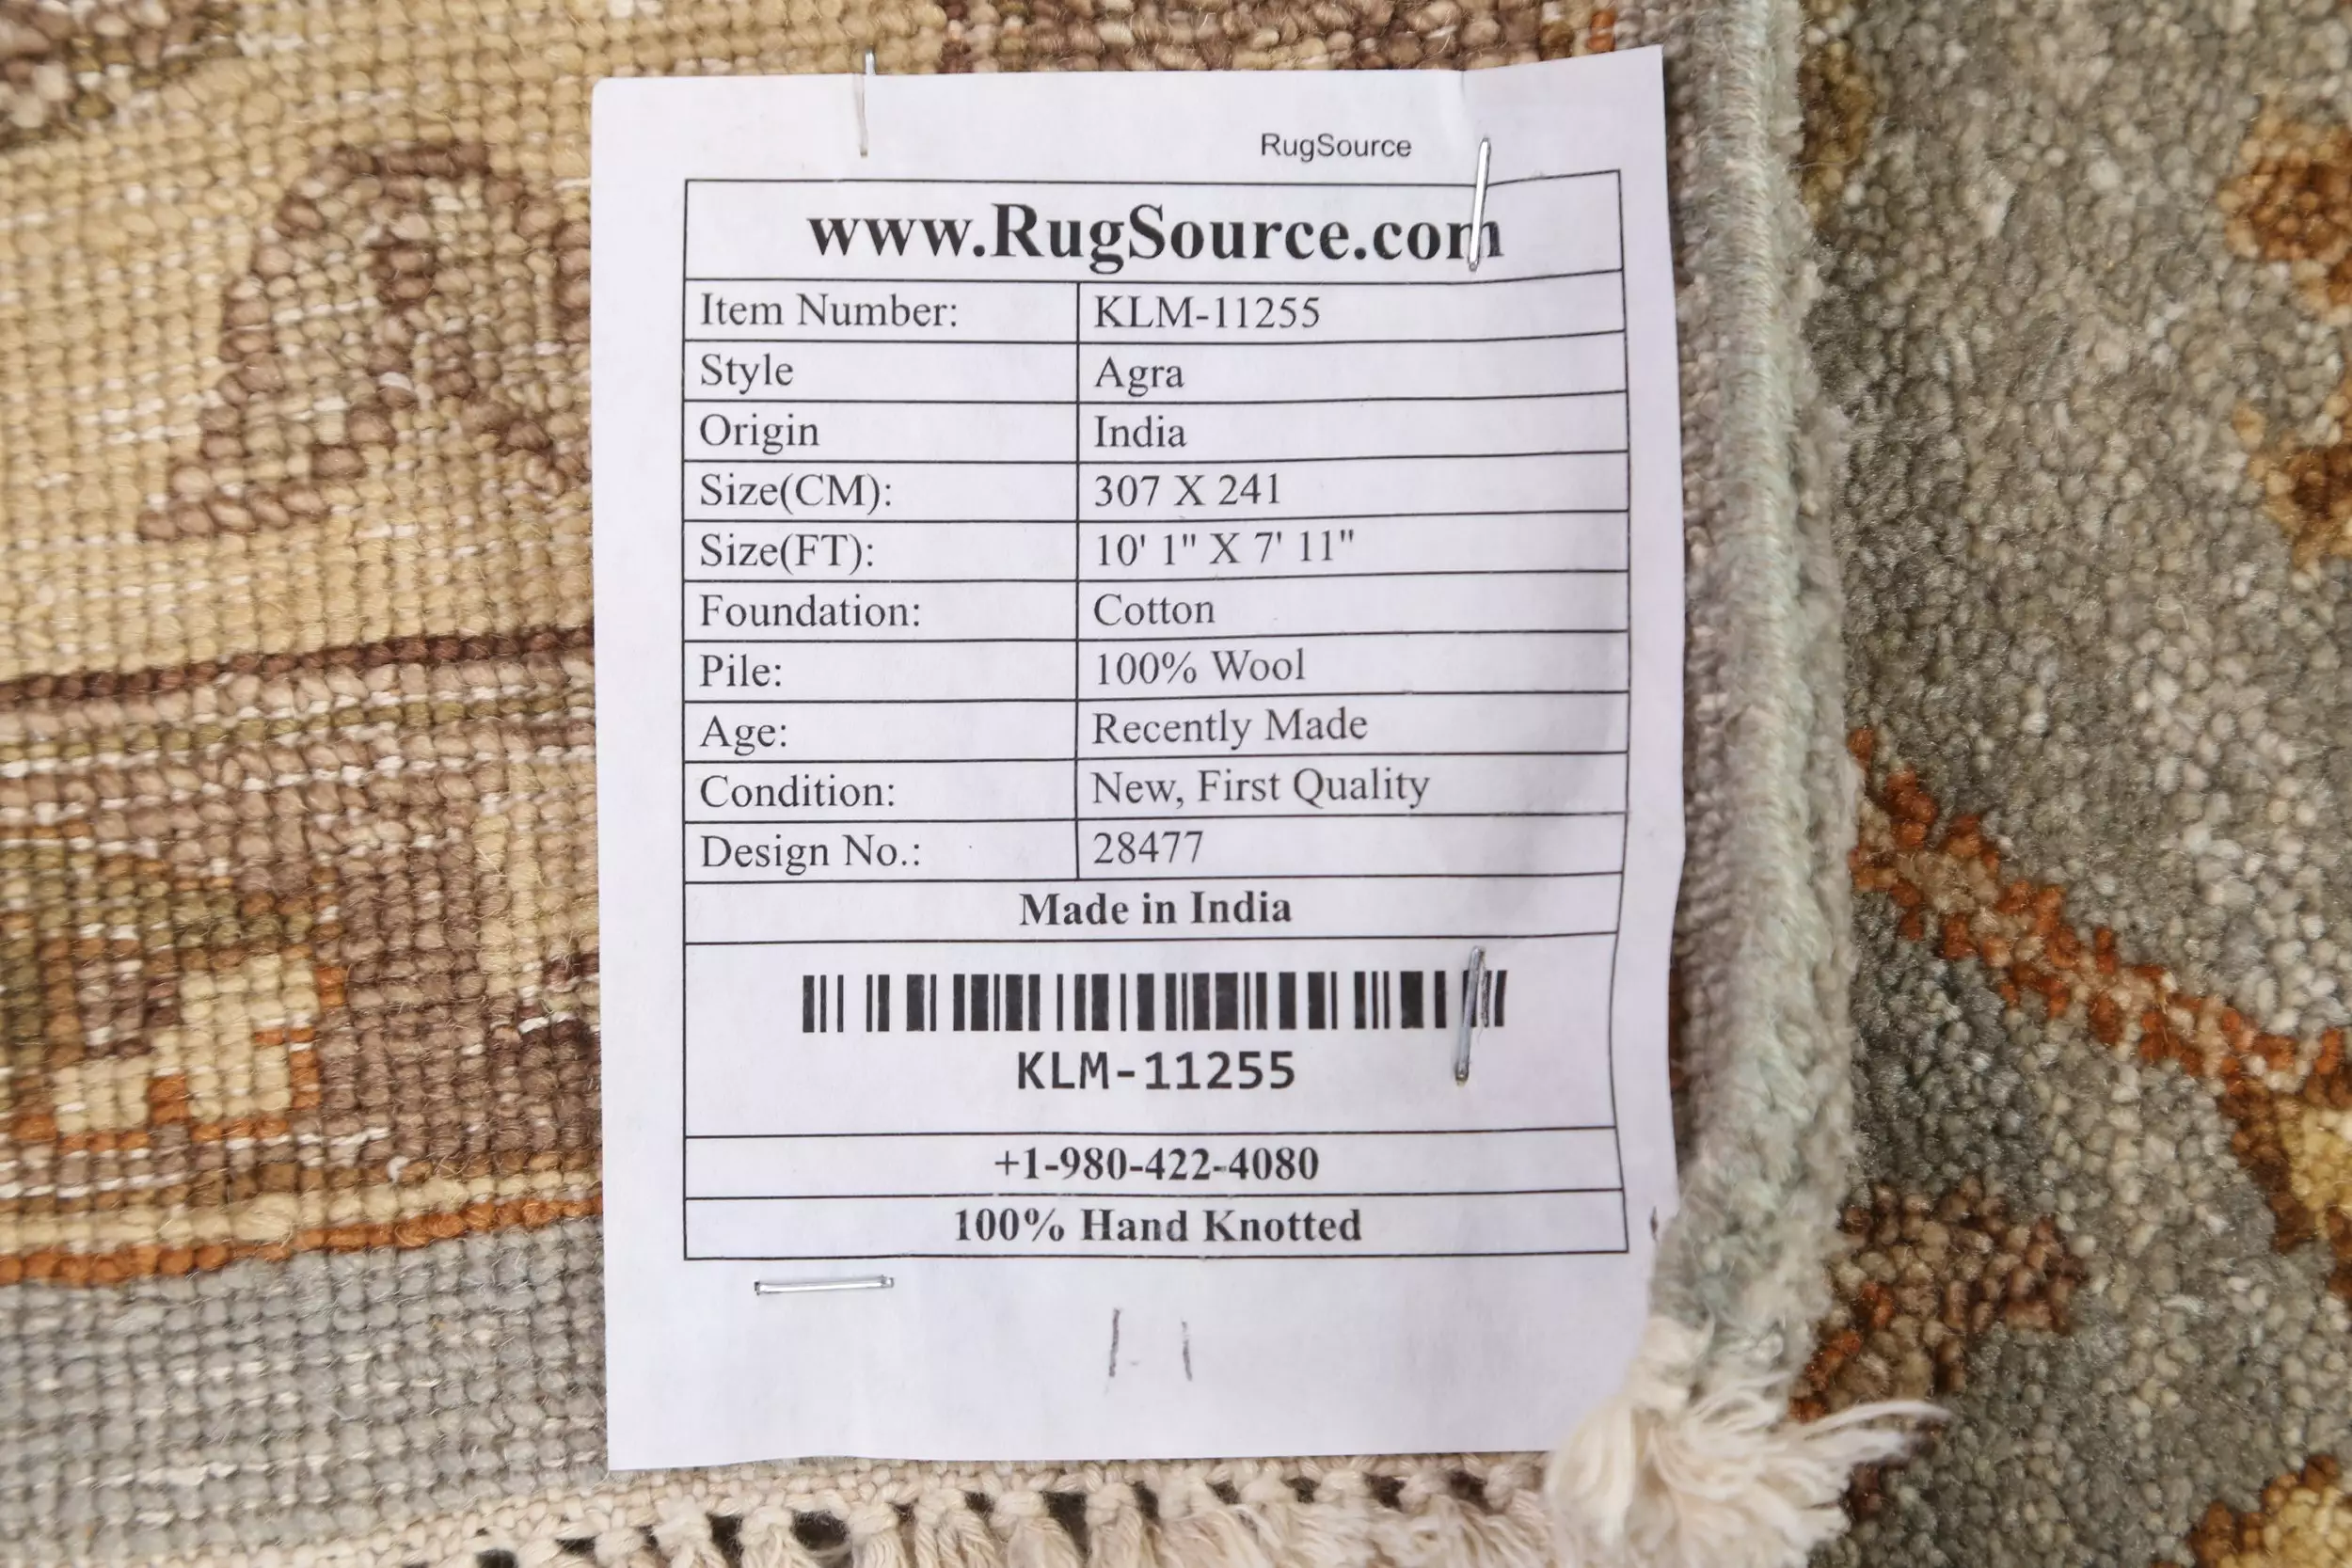 RugSource
www.RugSource.com
Item Number: KLM-11255
Style Agra
Origin India
Size(CM): 307 X 241
Size(FT): 10' 1" X 7' 11"
Foundation: Cotton
Pile: 100% Wool
Age: Recently Made
Condition: New, First Quality
Design No.: 28477
Made in India
KLM-11255
+1-980-422-4080
100% Hand Knotted